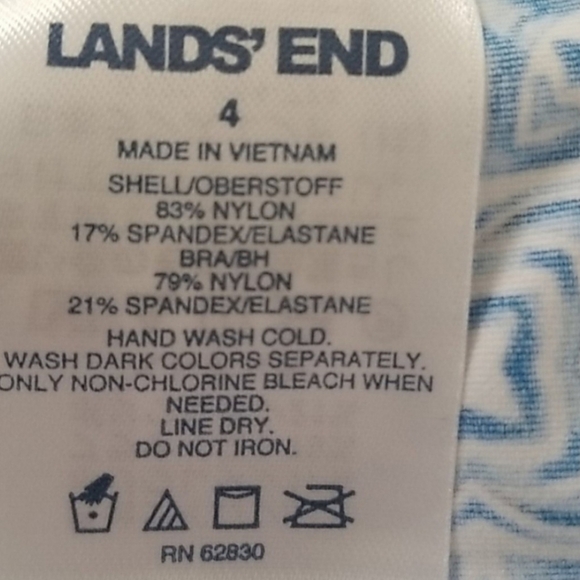 LANDS' END
4
MADE IN VIETNAM
SHELL/OBERSTOFF
83% NYLON
17% SPANDEX/ELASTANE
BRA/BH
79% NYLON
21% SPANDEX/ELASTANE
HAND WASH COLD.
WASH DARK COLORS SEPARATELY.
ONLY NON-CHLORINE BLEACH WHEN
NEEDED.
LINE DRY.
DO NOT IRON.
RN 62830